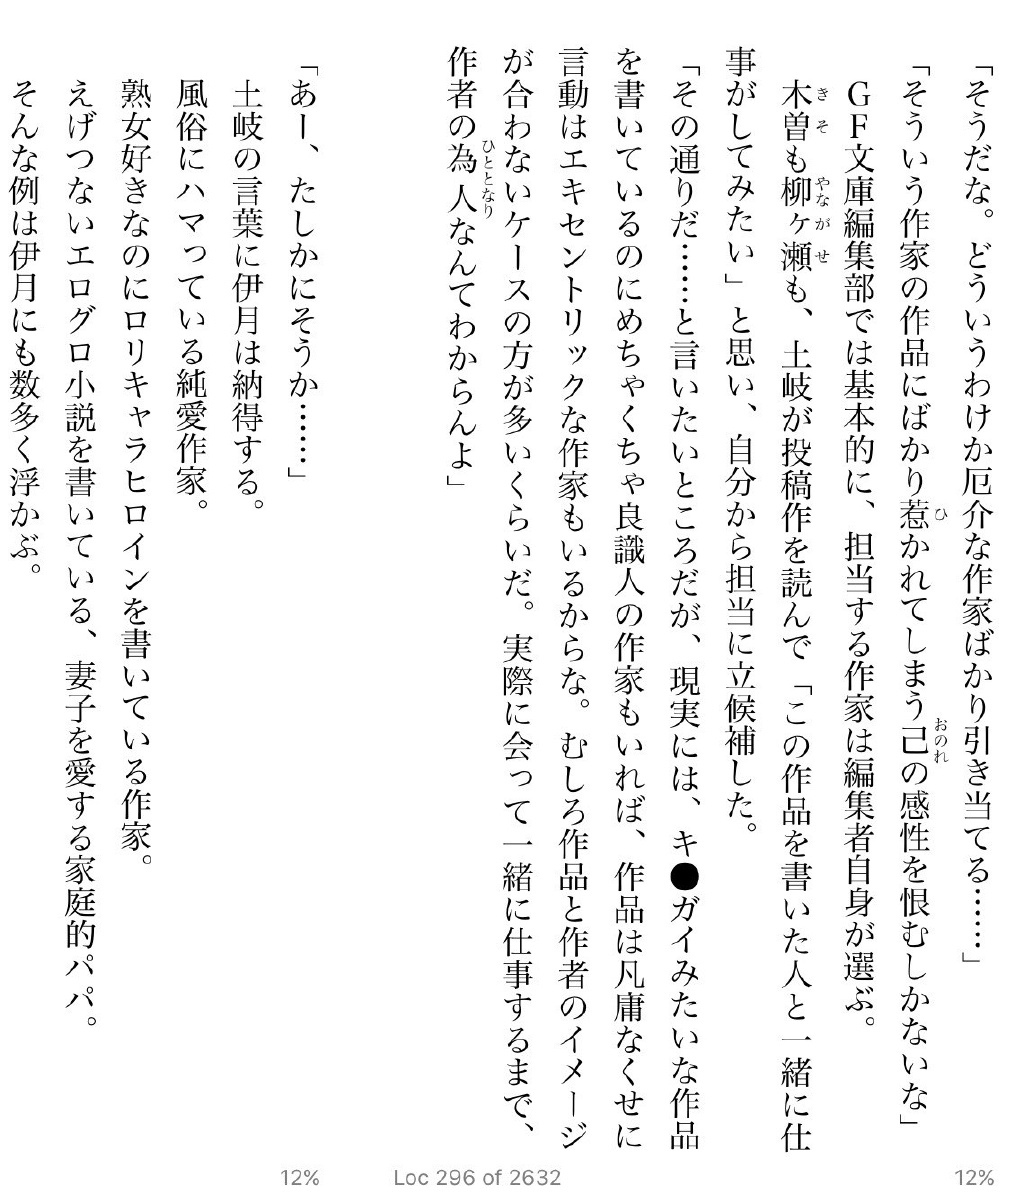 「そうだな。どういうわけか厄介な作家ばかり引き当てる……」
「そういう作家の作品にばかり惹かれてしまう己の感性を恨むしかないな」
ＧＦ文庫編集部では基本的に、担当する作家は編集者自身が選ぶ。
木曽も柳ヶ瀬も、土岐が投稿作を読んで「この作品を書いた人と一緒に仕
事がしてみたい」と思い、自分から担当に立候補した。
「その通りだ……と言いたいところだが、現実には、キ●ガイみたいな作品
を書いているのにめちゃくちゃ良識人の作家もいれば、作品は凡庸なくせに
言動はエキセントリックな作家もいるからな。むしろ作品と作者のイメージ
が合わないケースの方が多いくらいだ。実際に会って一緒に仕事するまで、
作者の為人なんてわからんよ」
「あー、たしかにそうか……」
土岐の言葉に伊月は納得する。
風俗にハマっている純愛作家。
熟女好きなのにロリキャラヒロインを書いている作家。
えげつないエログロ小説を書いている、妻子を愛する家庭的パパ。
そんな例は伊月にも数多く浮かぶ。
12%
Loc 296 of 2632
12%